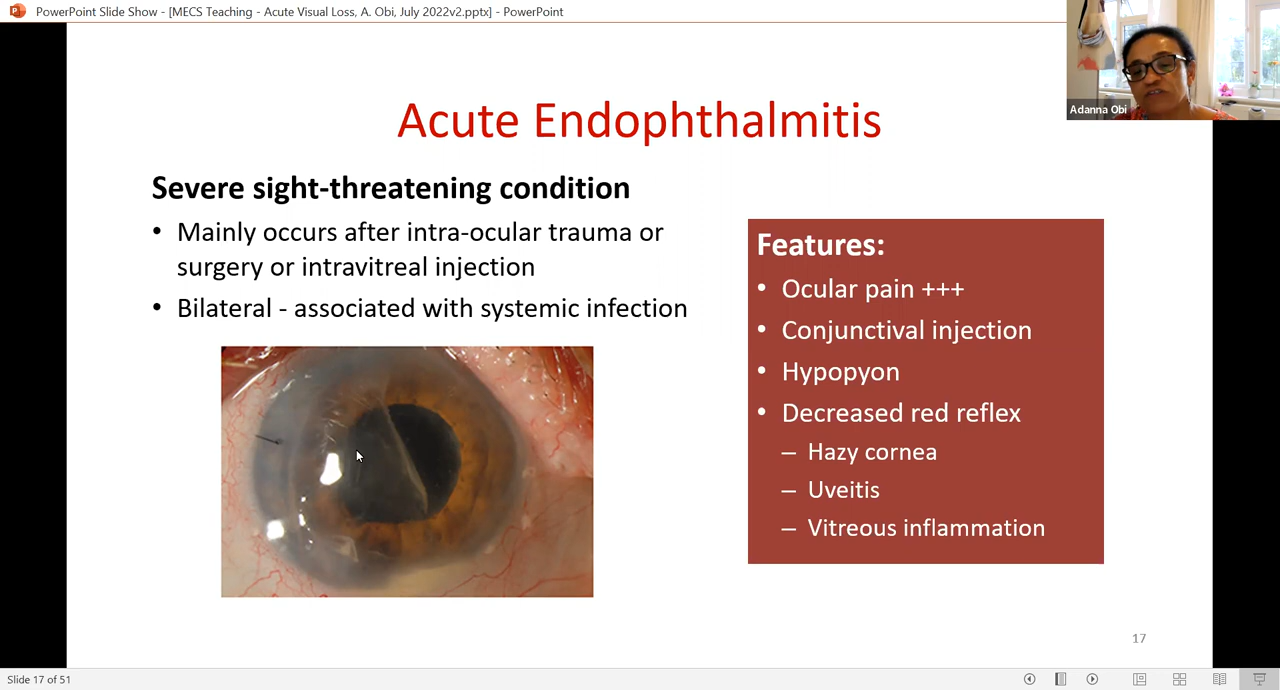 PowerPoint Slide Show - [MECS Teaching - Acute Visual Loss, A. Obi, July 2022v2.pptx] - PowerPoint
Adanna Obi
Acute Endophthalmitis
Severe sight-threatening condition
• Mainly occurs after intra-ocular trauma or
surgery or intravitreal injection
• Bilateral - associated with systemic infection
Features:
• Ocular pain +++
• Conjunctival injection
• Hypopyon
• Decreased red reflex
– Hazy cornea
– Uveitis
– Vitreous inflammation
17
Slide 17 of 51